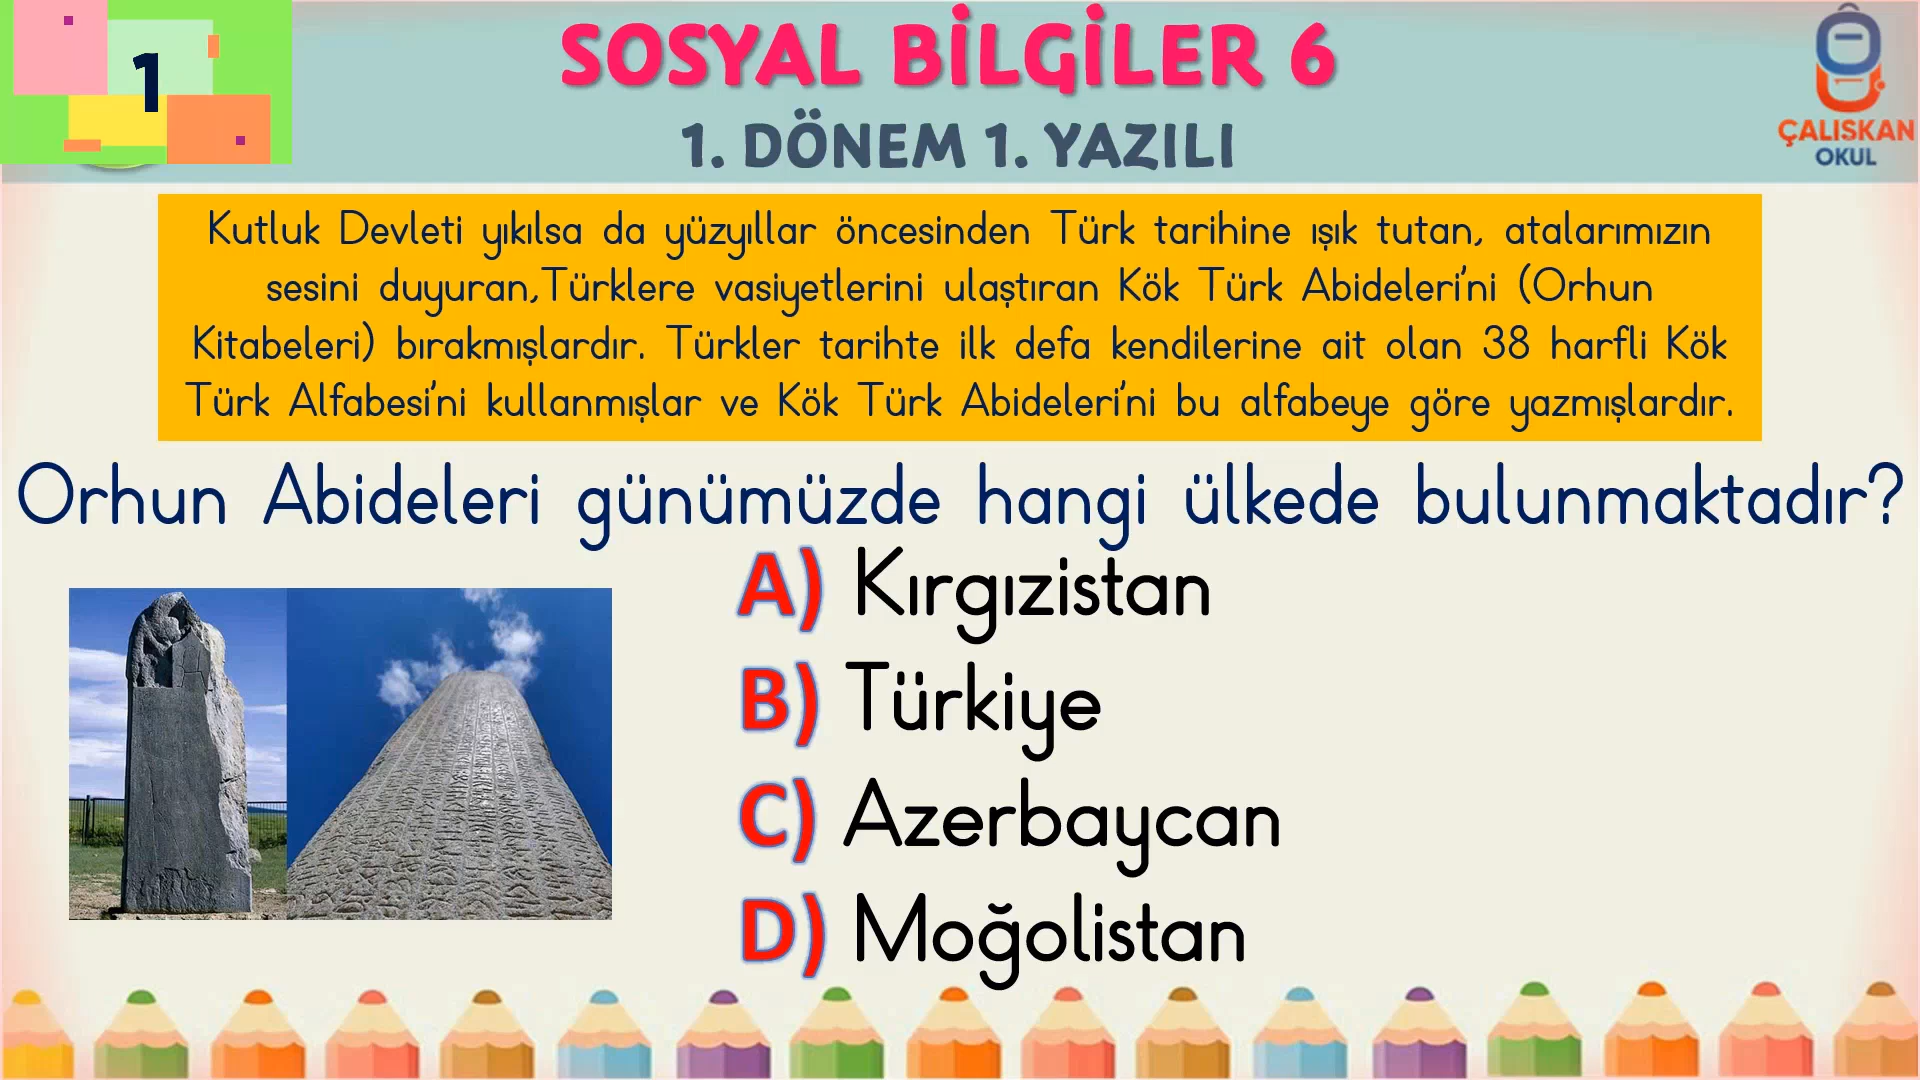 1
SOSYAL BİLGİLER 6
1. DÖNEM 1. YAZILI
ÇALIŞKAN
OKUL
Kutluk Devleti yıkılsa da yüzyıllar öncesinden Türk tarihine ışık tutan, atalarımızın
sesini duyuran,Türklere vasiyetlerini ulaştıran Kök Türk Abideleri'ni (Orhun
Kitabeleri) bırakmışlardır. Türkler tarihte ilk defa kendilerine ait olan 38 harfli Kök
Türk Alfabesi'ni kullanmışlar ve Kök Türk Abideleri'ni bu alfabeye göre yazmışlardır.
Orhun Abideleri günümüzde hangi ülkede bulunmaktadır?
A) Kırgızistan
B) Türkiye
C) Azerbaycan
D) Moğolistan